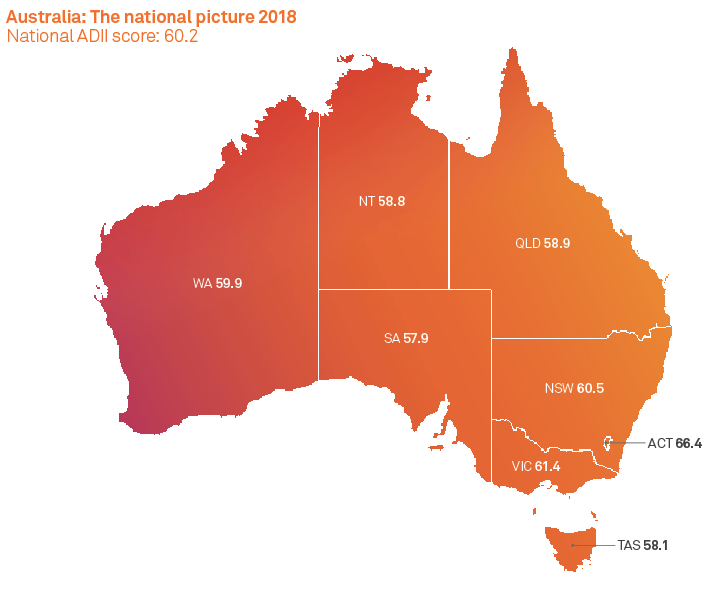 Australia: The national picture 2018
National ADII score: 60.2
NT 58.8
QLD 58.9
WA 59.9
SA 57.9
NSW 60.5
ACT 66.4
VIC 61.4
TAS 58.1